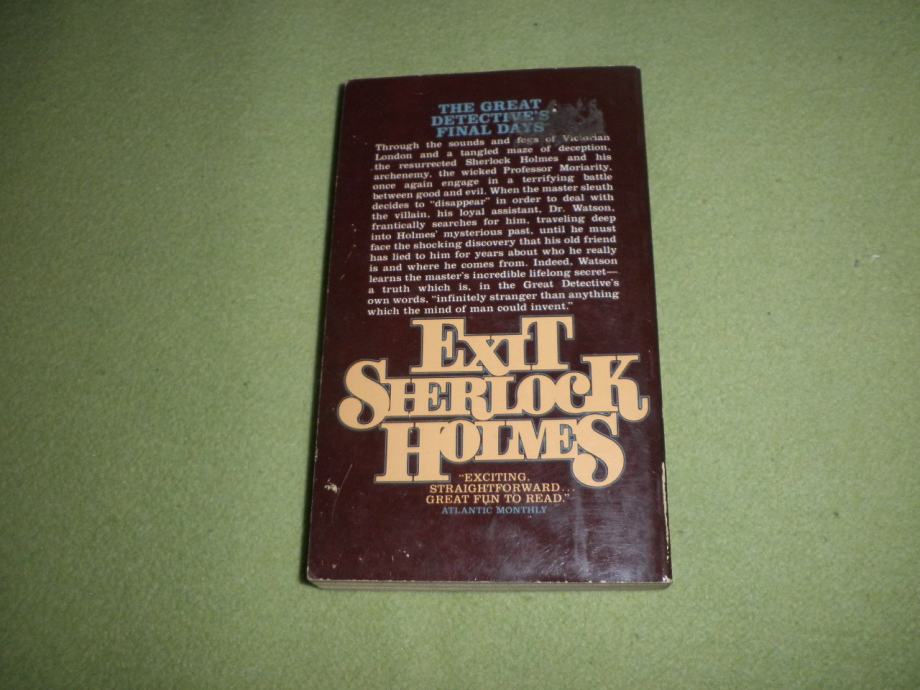 THE GREAT
DETECTIVE'S
FINAL DAYS
Through the sounds and fogs of Victorian
London and a tangled maze of deception,
the resurrected Sherlock Holmes and his
archenemy, the wicked Professor Moriarity,
once again engage in a terrifying battle
between good and evil. When the master sleuth
decides to "disappear" in order to deal with
the villain, his loyal assistant, Dr. Watson,
frantically searches for him, traveling deep
into Holmes' mysterious past, until he must
face the shocking discovery that his old friend
has lied to him for years about who he really
is and where he comes from. Indeed, Watson
learns the master's incredible lifelong secret—
a truth which is, in the Great Detective's
own words, "infinitely stranger than anything
which the mind of man could invent."
EXIT
SHERLOCK
HOLMES
"EXCITING,
STRAIGHTFORWARD...
GREAT FUN TO READ."
ATLANTIC MONTHLY